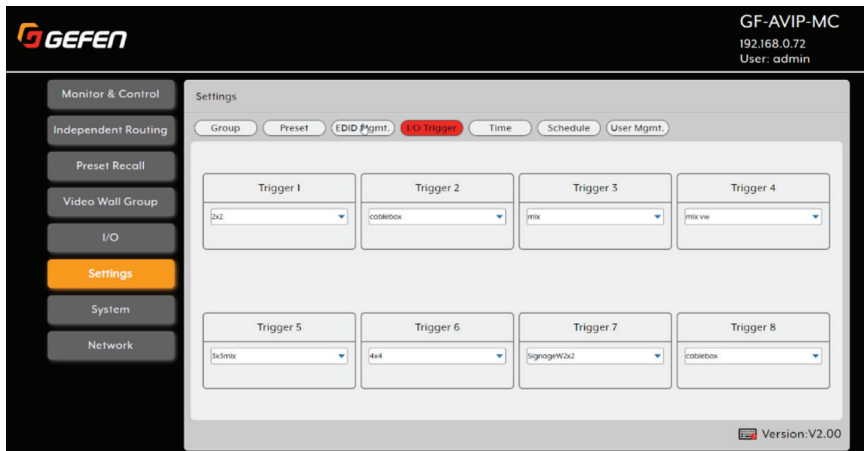 GEFEN
GF-AVIP-MC
192.168.0.72
User: admin
Monitor & Control
Independent Routing
Preset Recall
Video Wall Group
I/O
Settings
System
Network
Settings
Group Preset EDID Mgmt. I/O Trigger Time Schedule User Mgmt.
Trigger 1 Trigger 2 Trigger 3 Trigger 4
2x2 cablebox mix mix vw
Trigger 5 Trigger 6 Trigger 7 Trigger 8
3x3mix 4x4 SignageW2x2 cablebox
Version:V2.00